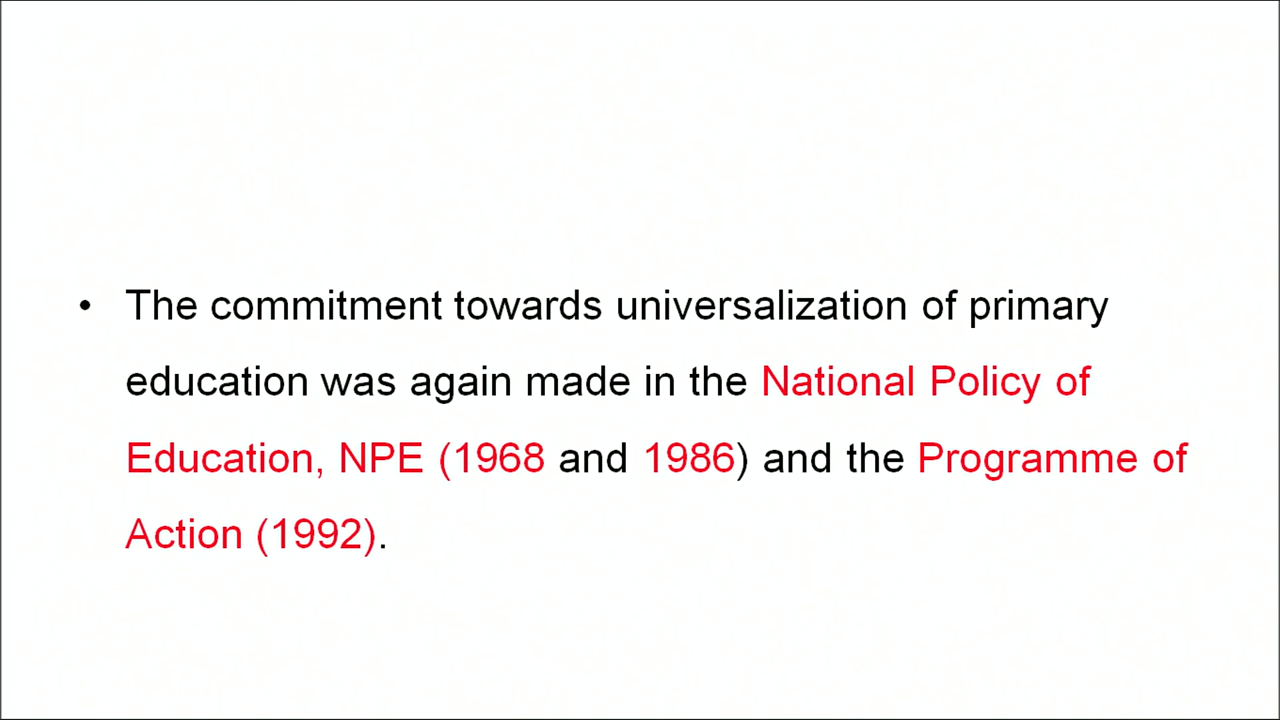 • The commitment towards universalization of primary
education was again made in the National Policy of
Education, NPE (1968 and 1986) and the Programme of
Action (1992).